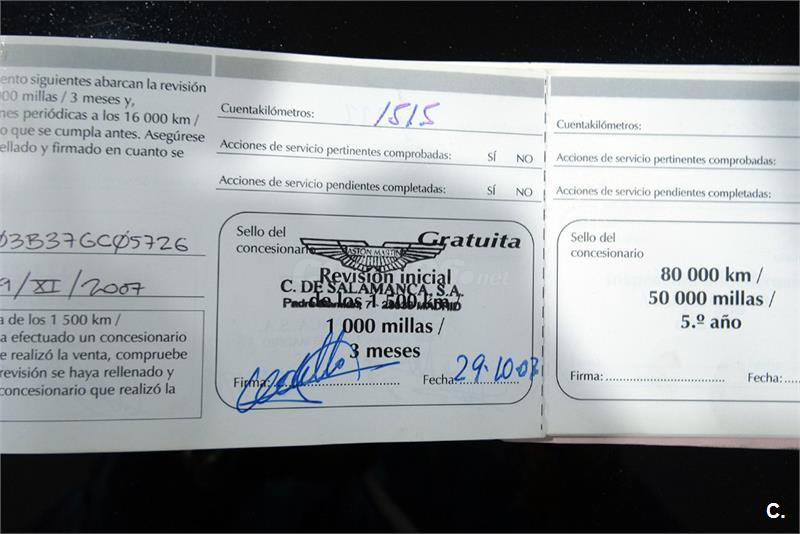 ento siguientes abarcan la revisión
000 millas / 3 meses y,
nes periódicas a los 16 000 km /
o que se cumpla antes. Asegúrese
ellado y firmado en cuanto se
Ø3B37GCØ5726
9/XI/2007
a de los 1 500 km /
a efectuado un concesionario
e realizó la venta, compruebe
revisión se haya rellenado y
concesionario que realizó la
Cuentakilómetros: 1515
Acciones de servicio pertinentes comprobadas: SÍ NO
Acciones de servicio pendientes completadas: SÍ NO
Sello del
concesionario
ASTON MARTIN
Gratuita
Revisión inicial
C. DE SALAMANCA, S.A.
de los 1 500 km /
MADRID
1 000 millas /
3 meses
Firma: Fecha: 29.10.07
Cuentakilómetros:
Acciones de servicio pertinentes comprobadas:
Acciones de servicio pendientes completadas:
Sello del
concesionario
80 000 km /
50 000 millas /
5.º año
Firma: Fecha:
C.